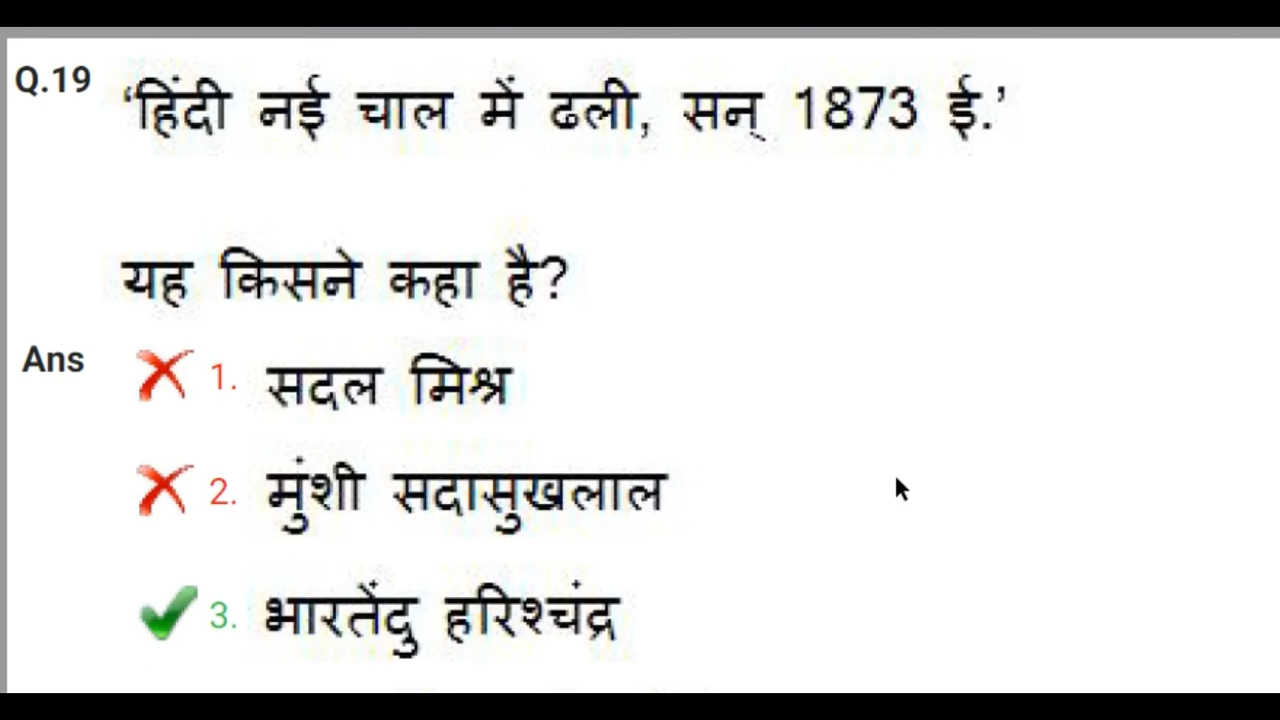 Q.19 ‘हिंदी नई चाल में ढली, सन् 1873 ई.’
यह किसने कहा है?
Ans 1. सदल मिश्र
2. मुंशी सदासुखलाल
3. भारतेंदु हरिश्चंद्र